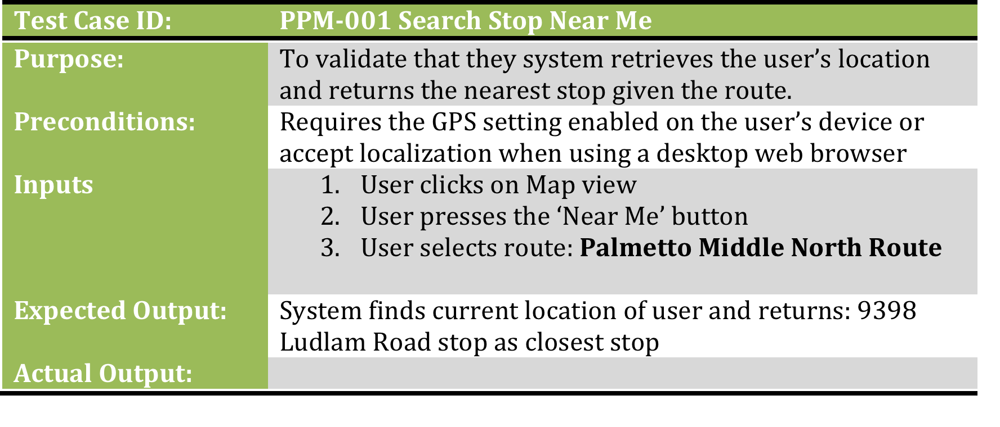 Test Case ID: PPM-001 Search Stop Near Me
Purpose: To validate that they system retrieves the user’s location
and returns the nearest stop given the route.
Preconditions: Requires the GPS setting enabled on the user’s device or
accept localization when using a desktop web browser
Inputs 1. User clicks on Map view
2. User presses the ‘Near Me’ button
3. User selects route: Palmetto Middle North Route
Expected Output: System finds current location of user and returns: 9398
Ludlam Road stop as closest stop
Actual Output: